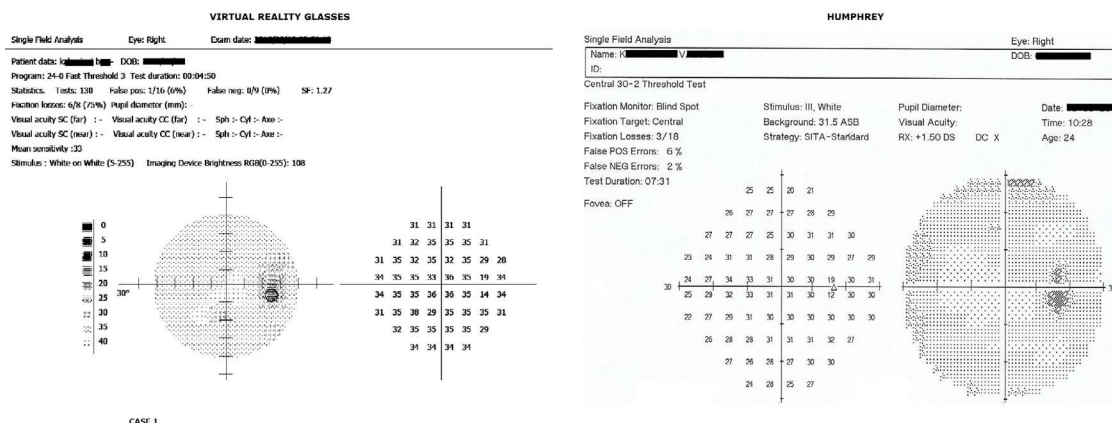 VIRTUAL REALITY GLASSES
Single Field Analysis Eye: Right Exam date:
Patient data: DOB:
Program: 24-0 Fast Threshold 3 Test duration: 00:04:50
Statistics. Tests: 130 False pos: 1/16 (6%) False neg: 0/9 (0%) SF: 1.27
Fixation losses: 6/8 (75%) Pupil diameter (mm): -
Visual acuity SC (far) : - Visual acuity CC (far) : - Sph :- Cyl :- Axe :-
Visual acuity SC (near) : - Visual acuity CC (near) : - Sph :- Cyl :- Axe :-
Mean sensitivity :33
Stimulus : White on White (5-255) Imaging Device Brightness RGB(0-255): 108
0
5
10
15
20
25
30
35
40
30°
31 31 31 31
31 32 35 35 35 31
31 35 32 35 32 35 29 28
34 35 35 33 36 35 19 34
34 35 35 36 36 35 14 34
31 35 38 29 35 35 35 31
32 35 35 35 35 29
34 34 34 34
CASE 1
HUMPHREY
Single Field Analysis Eye: Right
Name: K V. DOB:
ID:
Central 30-2 Threshold Test
Fixation Monitor: Blind Spot Stimulus: III, White Pupil Diameter: Date:
Fixation Target: Central Background: 31.5 ASB Visual Acuity: Time: 10:28
Fixation Losses: 3/18 Strategy: SITA-Standard RX: +1.50 DS DC X Age: 24
False POS Errors: 6 %
False NEG Errors: 2 %
Test Duration: 07:31
Fovea: OFF
25 25 20 21
26 27 27 27 28 29
27 27 27 25 30 31 31 30
23 24 31 31 28 29 30 29 27 29
24 27 34 33 31 30 30 19 30 31
30
25 29 32 33 31 31 30 12 30 30
22 27 29 31 30 30 30 30 30 30
26 28 28 31 31 31 32 27
27 26 28 27 30 30
24 28 25 27